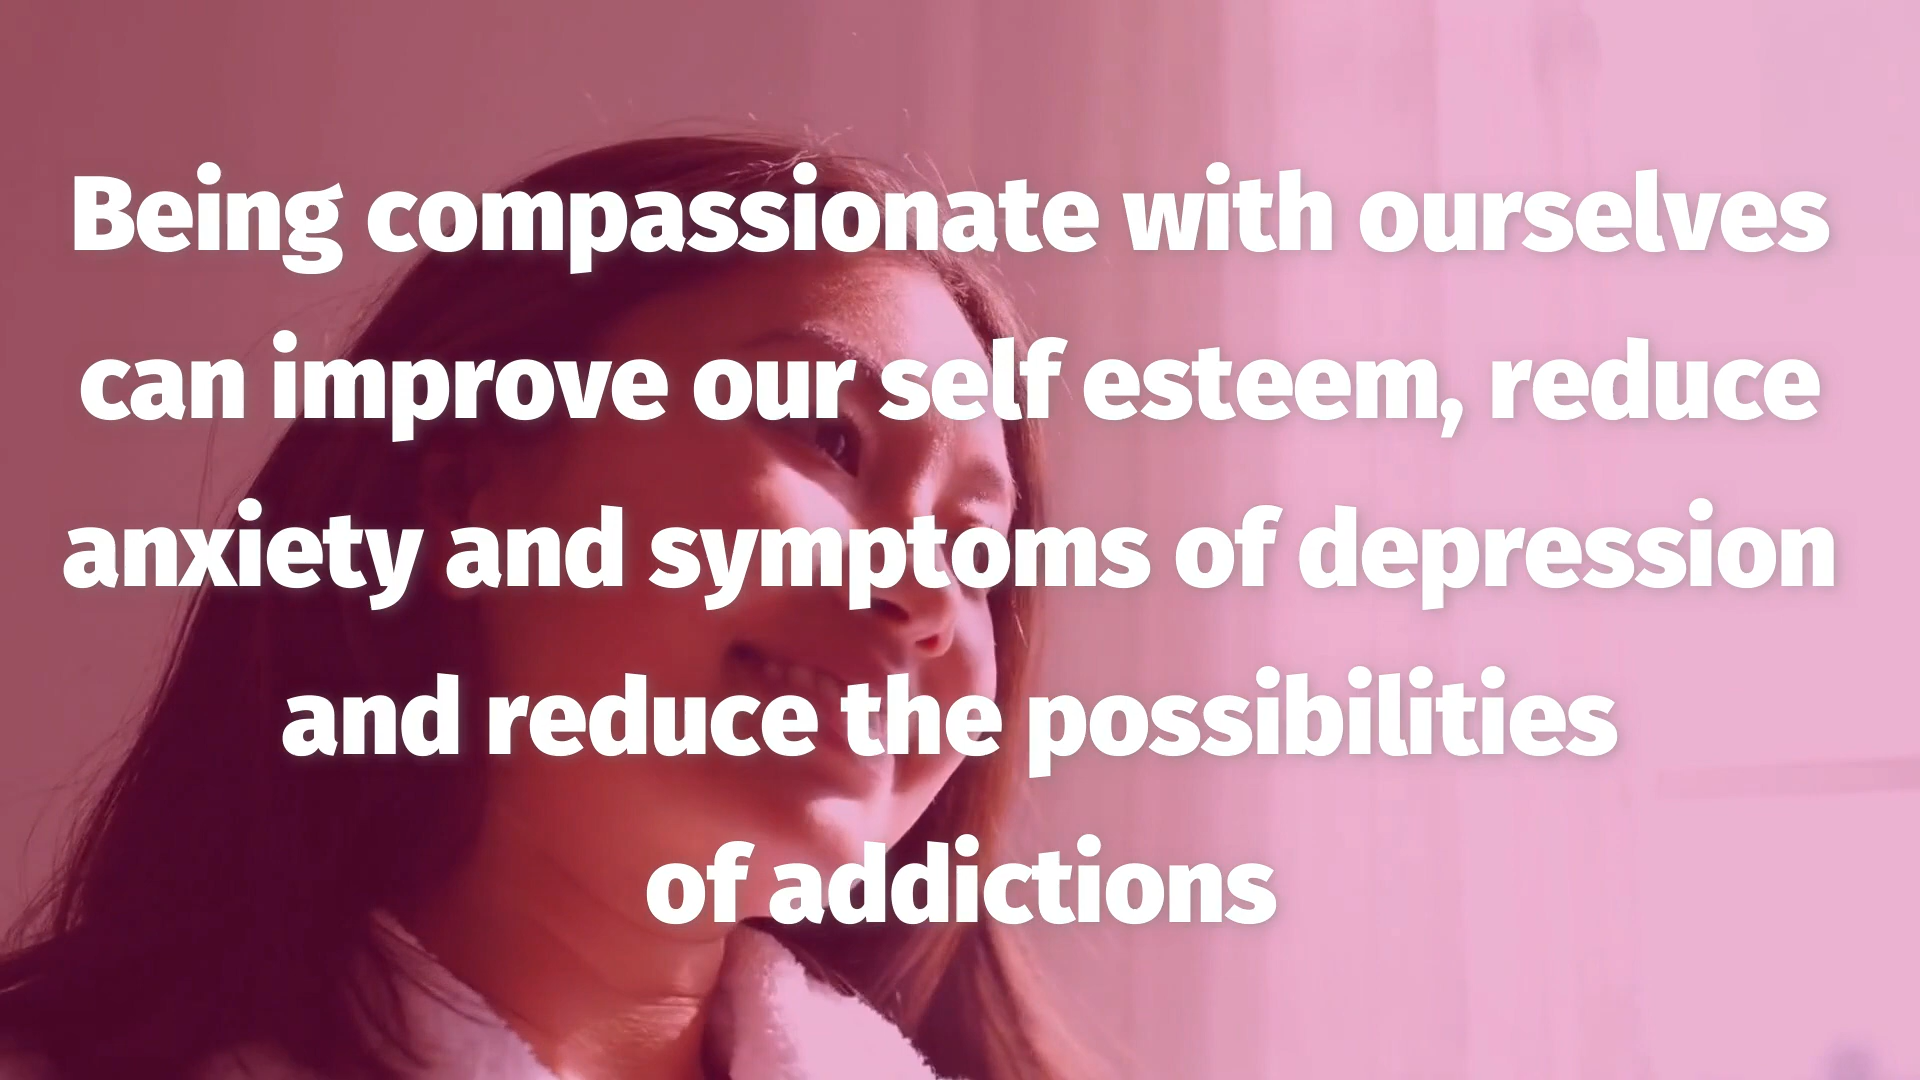 Being compassionate with ourselves
can improve our self esteem, reduce
anxiety and symptoms of depression
and reduce the possibilities
of addictions